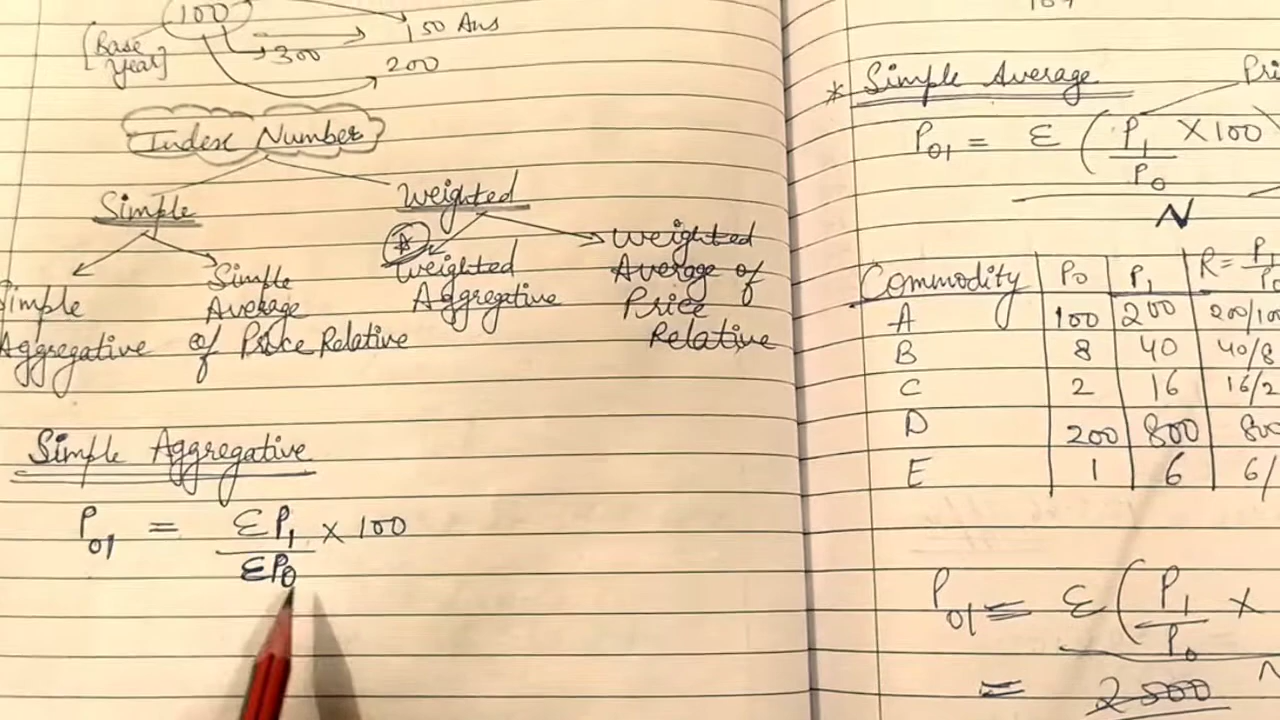 100
150 Ans
[Base
Year]
300
200
Index Number
Simple
Weighted
Simple
Aggregative
Simple
Average
of Price Relative
Weighted
Aggregative
Weighted
Average of
Price
Relative
Simple Aggregative
P01 = ΣP1 × 100
ΣP0
* Simple Average
P01 = Σ (P1 × 100
P0
N
Commodity P0 P1 R = P1
A 100 200 200/100
B 8 40 40/8
C 2 16 16/2
D 200 800 800
E 1 6 6/
P01 = Σ (P1 ×
P0
N
= 2500